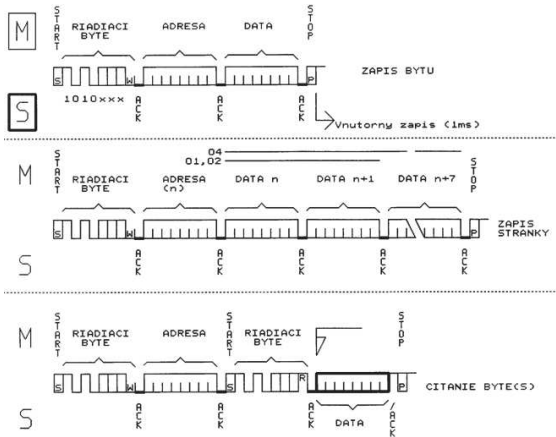 M START RIADIACI BYTE ADRESA DATA STOP
S W P ZAPIS BYTU
1010xxx ACK ACK ACK
S Vnutorny zapis (1ms)
04
01,02
M START RIADIACI BYTE ADRESA (n) DATA n DATA n+1 DATA n+7 STOP
S W P ZAPIS STRANKY
S ACK ACK ACK ACK ACK
M START RIADIACI BYTE ADRESA START RIADIACI BYTE STOP
S W S R P CITANIE BYTE(S)
S ACK ACK ACK DATA /ACK